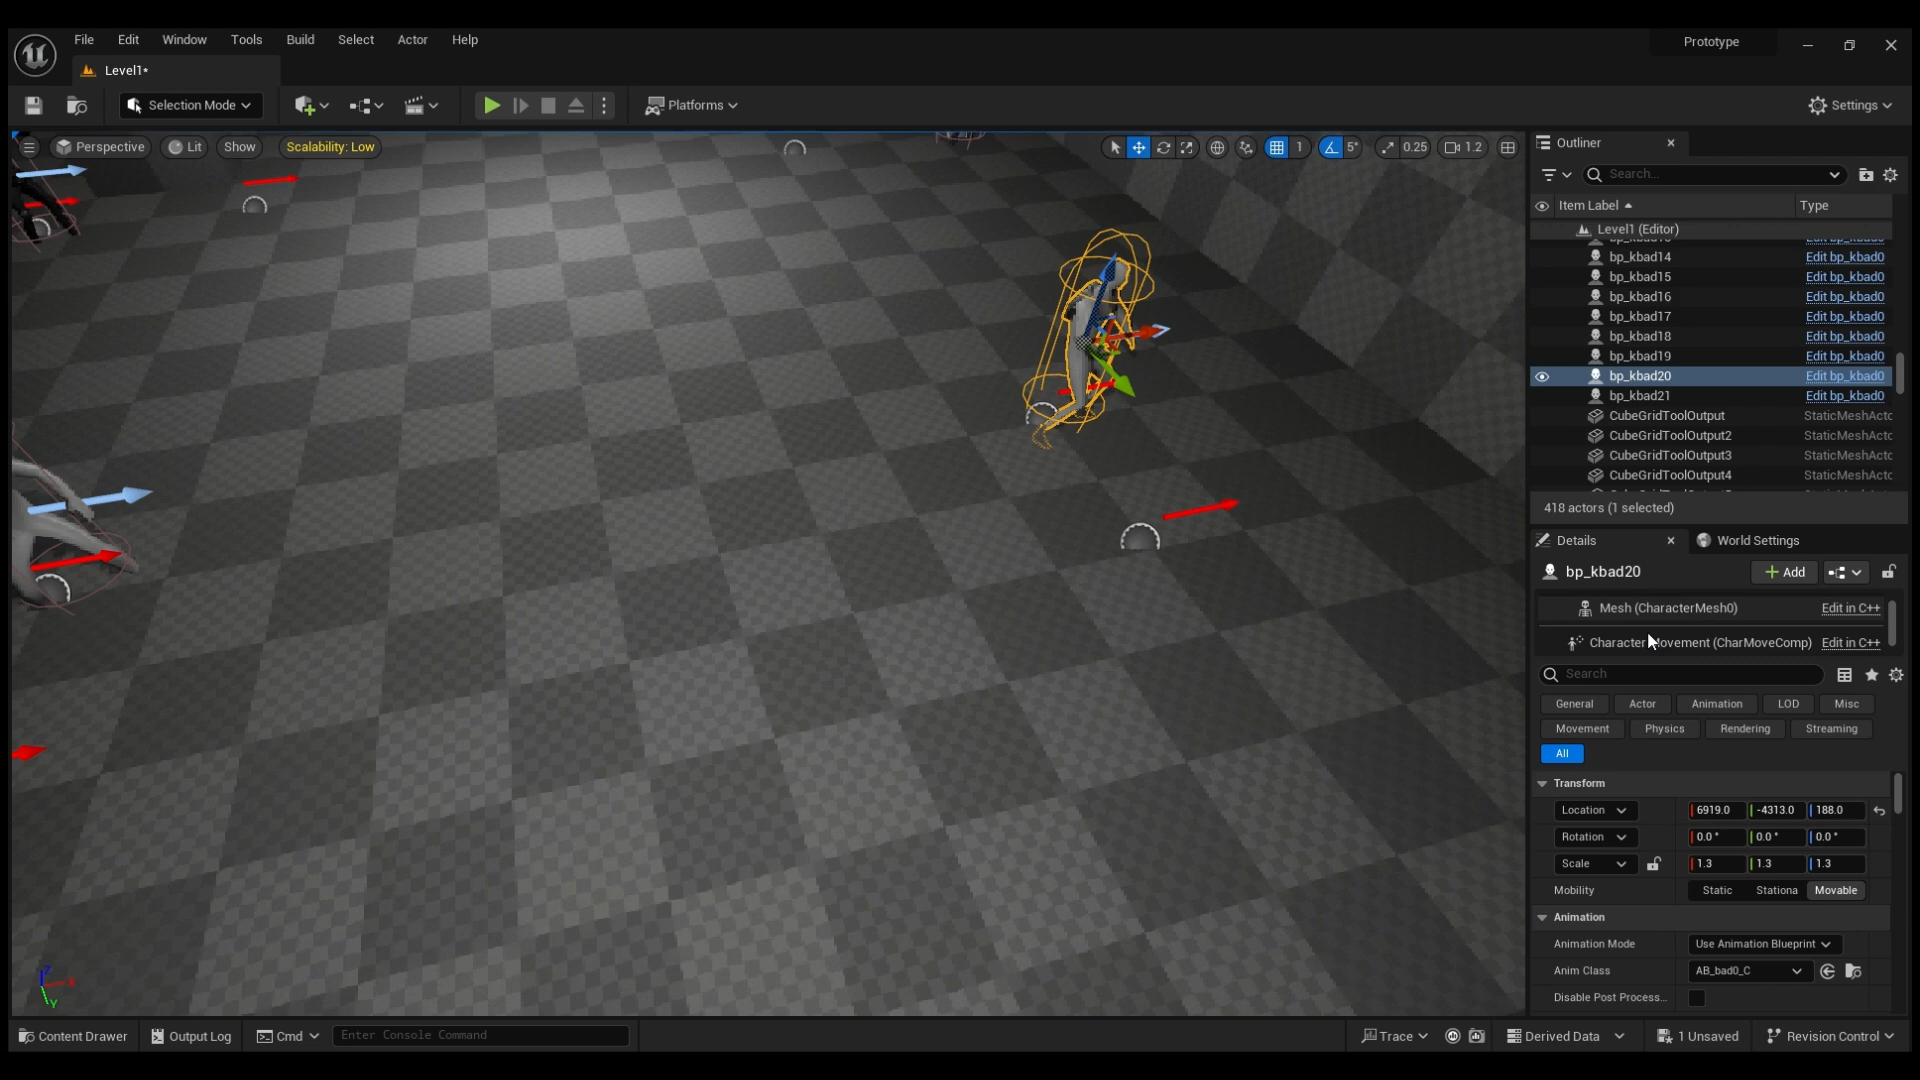 File Edit Window Tools Build Select Actor Help
Prototype
Level1*
Selection Mode
Platforms
Settings
Perspective Lit Show Scalability: Low
1 5° 0.25 1.2
Outliner
Search...
Item Label Type
Level1 (Editor)
bp_kbad14 Edit bp_kbad0
bp_kbad15 Edit bp_kbad0
bp_kbad16 Edit bp_kbad0
bp_kbad17 Edit bp_kbad0
bp_kbad18 Edit bp_kbad0
bp_kbad19 Edit bp_kbad0
bp_kbad20 Edit bp_kbad0
bp_kbad21 Edit bp_kbad0
CubeGridToolOutput StaticMeshActo
CubeGridToolOutput2 StaticMeshActo
CubeGridToolOutput3 StaticMeshActo
CubeGridToolOutput4 StaticMeshActo
418 actors (1 selected)
Details World Settings
bp_kbad20 Add
Mesh (CharacterMesh0) Edit in C++
Character Movement (CharMoveComp) Edit in C++
Search
General Actor Animation LOD Misc
Movement Physics Rendering Streaming
All
Transform
Location 6919.0 -4313.0 188.0
Rotation 0.0 ° 0.0 ° 0.0 °
Scale 1.3 1.3 1.3
Mobility Static Stationa Movable
Animation
Animation Mode Use Animation Blueprint
Anim Class AB_bad0_C
Disable Post Process...
Z X Y
Content Drawer Output Log Cmd Enter Console Command
Trace Derived Data 1 Unsaved Revision Control